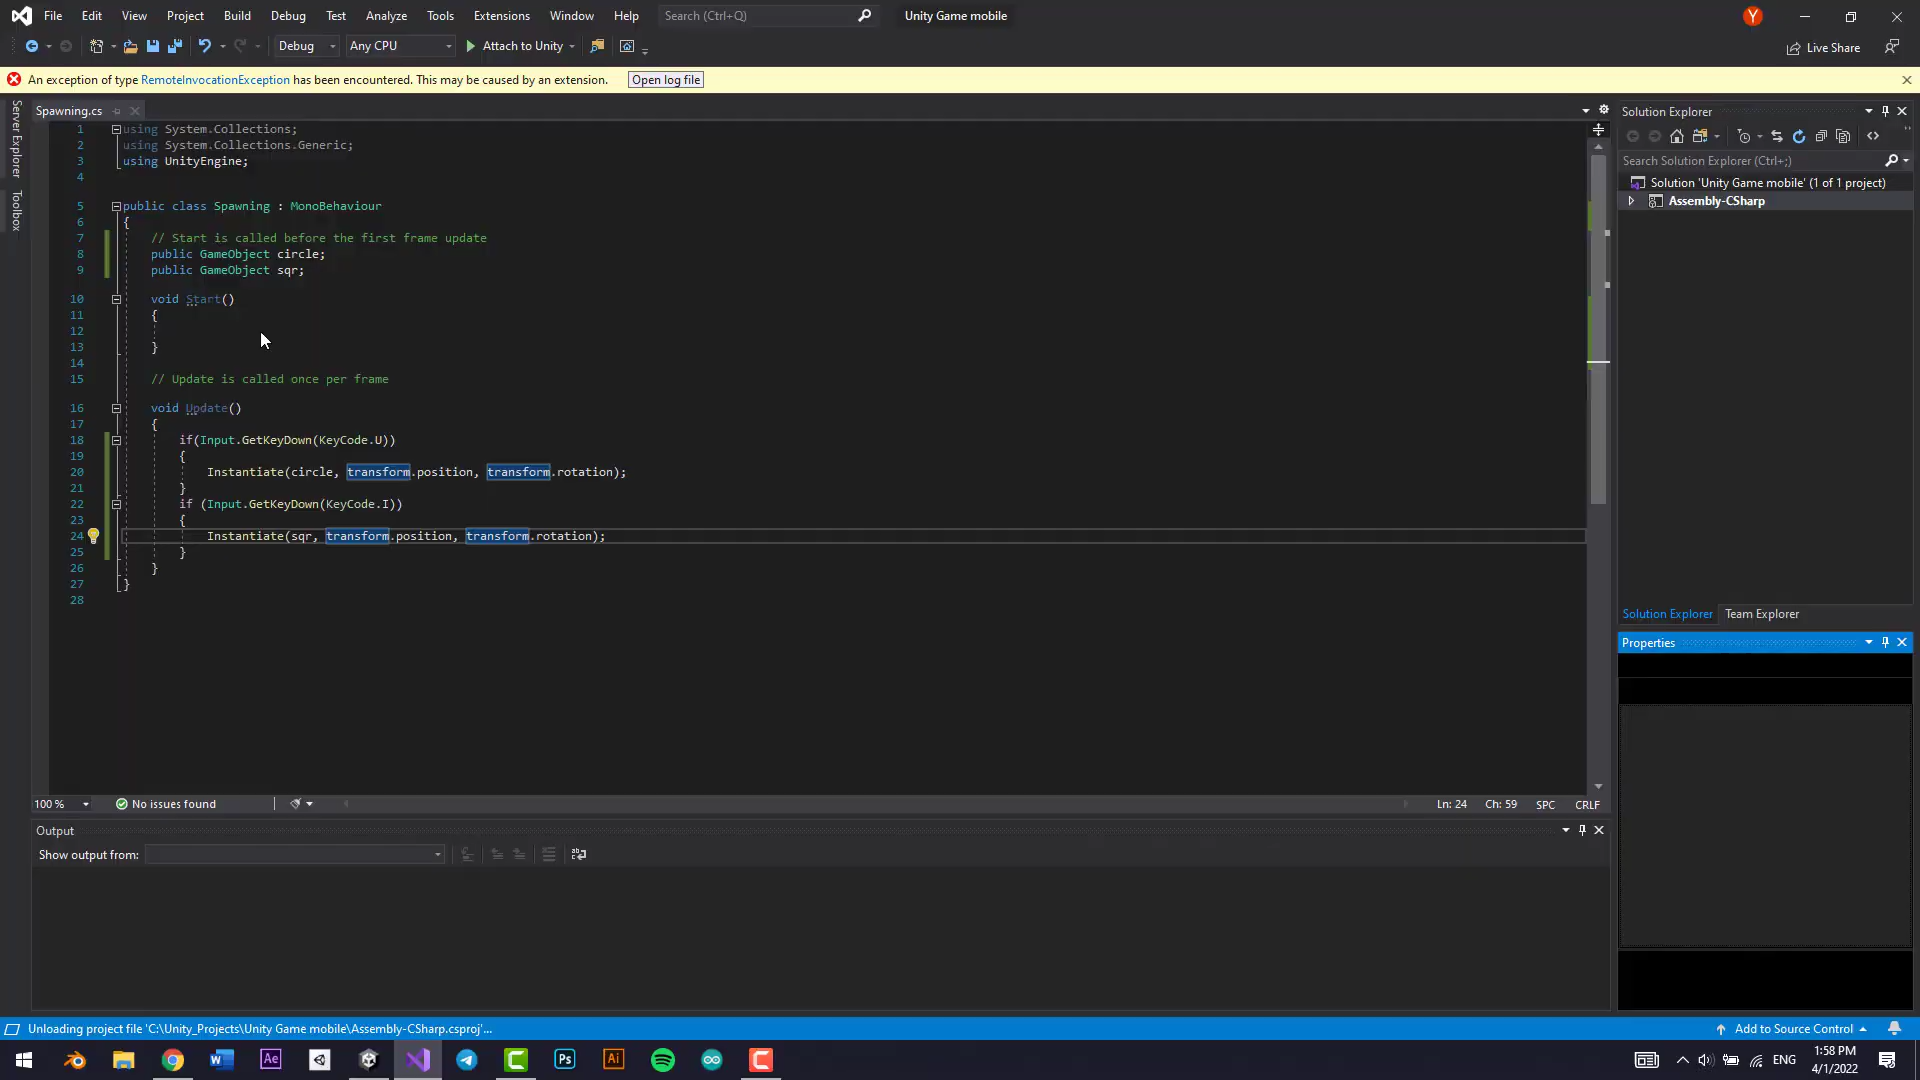 File Edit View Project Build Debug Test Analyze Tools Extensions Window Help Search (Ctrl+Q) Unity Game mobile Y
Debug Any CPU Attach to Unity Live Share
An exception of type RemoteInvocationException has been encountered. This may be caused by an extension. Open log file
Server Explorer
Toolbox
Spawning.cs
1 using System.Collections;
2 using System.Collections.Generic;
3 using UnityEngine;
4
5 public class Spawning : MonoBehaviour
6 {
7 // Start is called before the first frame update
8 public GameObject circle;
9 public GameObject sqr;
10 void Start()
11 {
12
13 }
14
15 // Update is called once per frame
16 void Update()
17 {
18 if(Input.GetKeyDown(KeyCode.U))
19 {
20 Instantiate(circle, transform.position, transform.rotation);
21 }
22 if (Input.GetKeyDown(KeyCode.I))
23 {
24 Instantiate(sqr, transform.position, transform.rotation);
25 }
26 }
27 }
28
100 % No issues found Ln: 24 Ch: 59 SPC CRLF
Output
Show output from:
Solution Explorer
Search Solution Explorer (Ctrl+;)
Solution 'Unity Game mobile' (1 of 1 project)
Assembly-CSharp
Solution Explorer Team Explorer
Properties
Unloading project file 'C:\Unity_Projects\Unity Game mobile\Assembly-CSharp.csproj'... Add to Source Control
Ae Ps Ai ENG 1:58 PM
4/1/2022